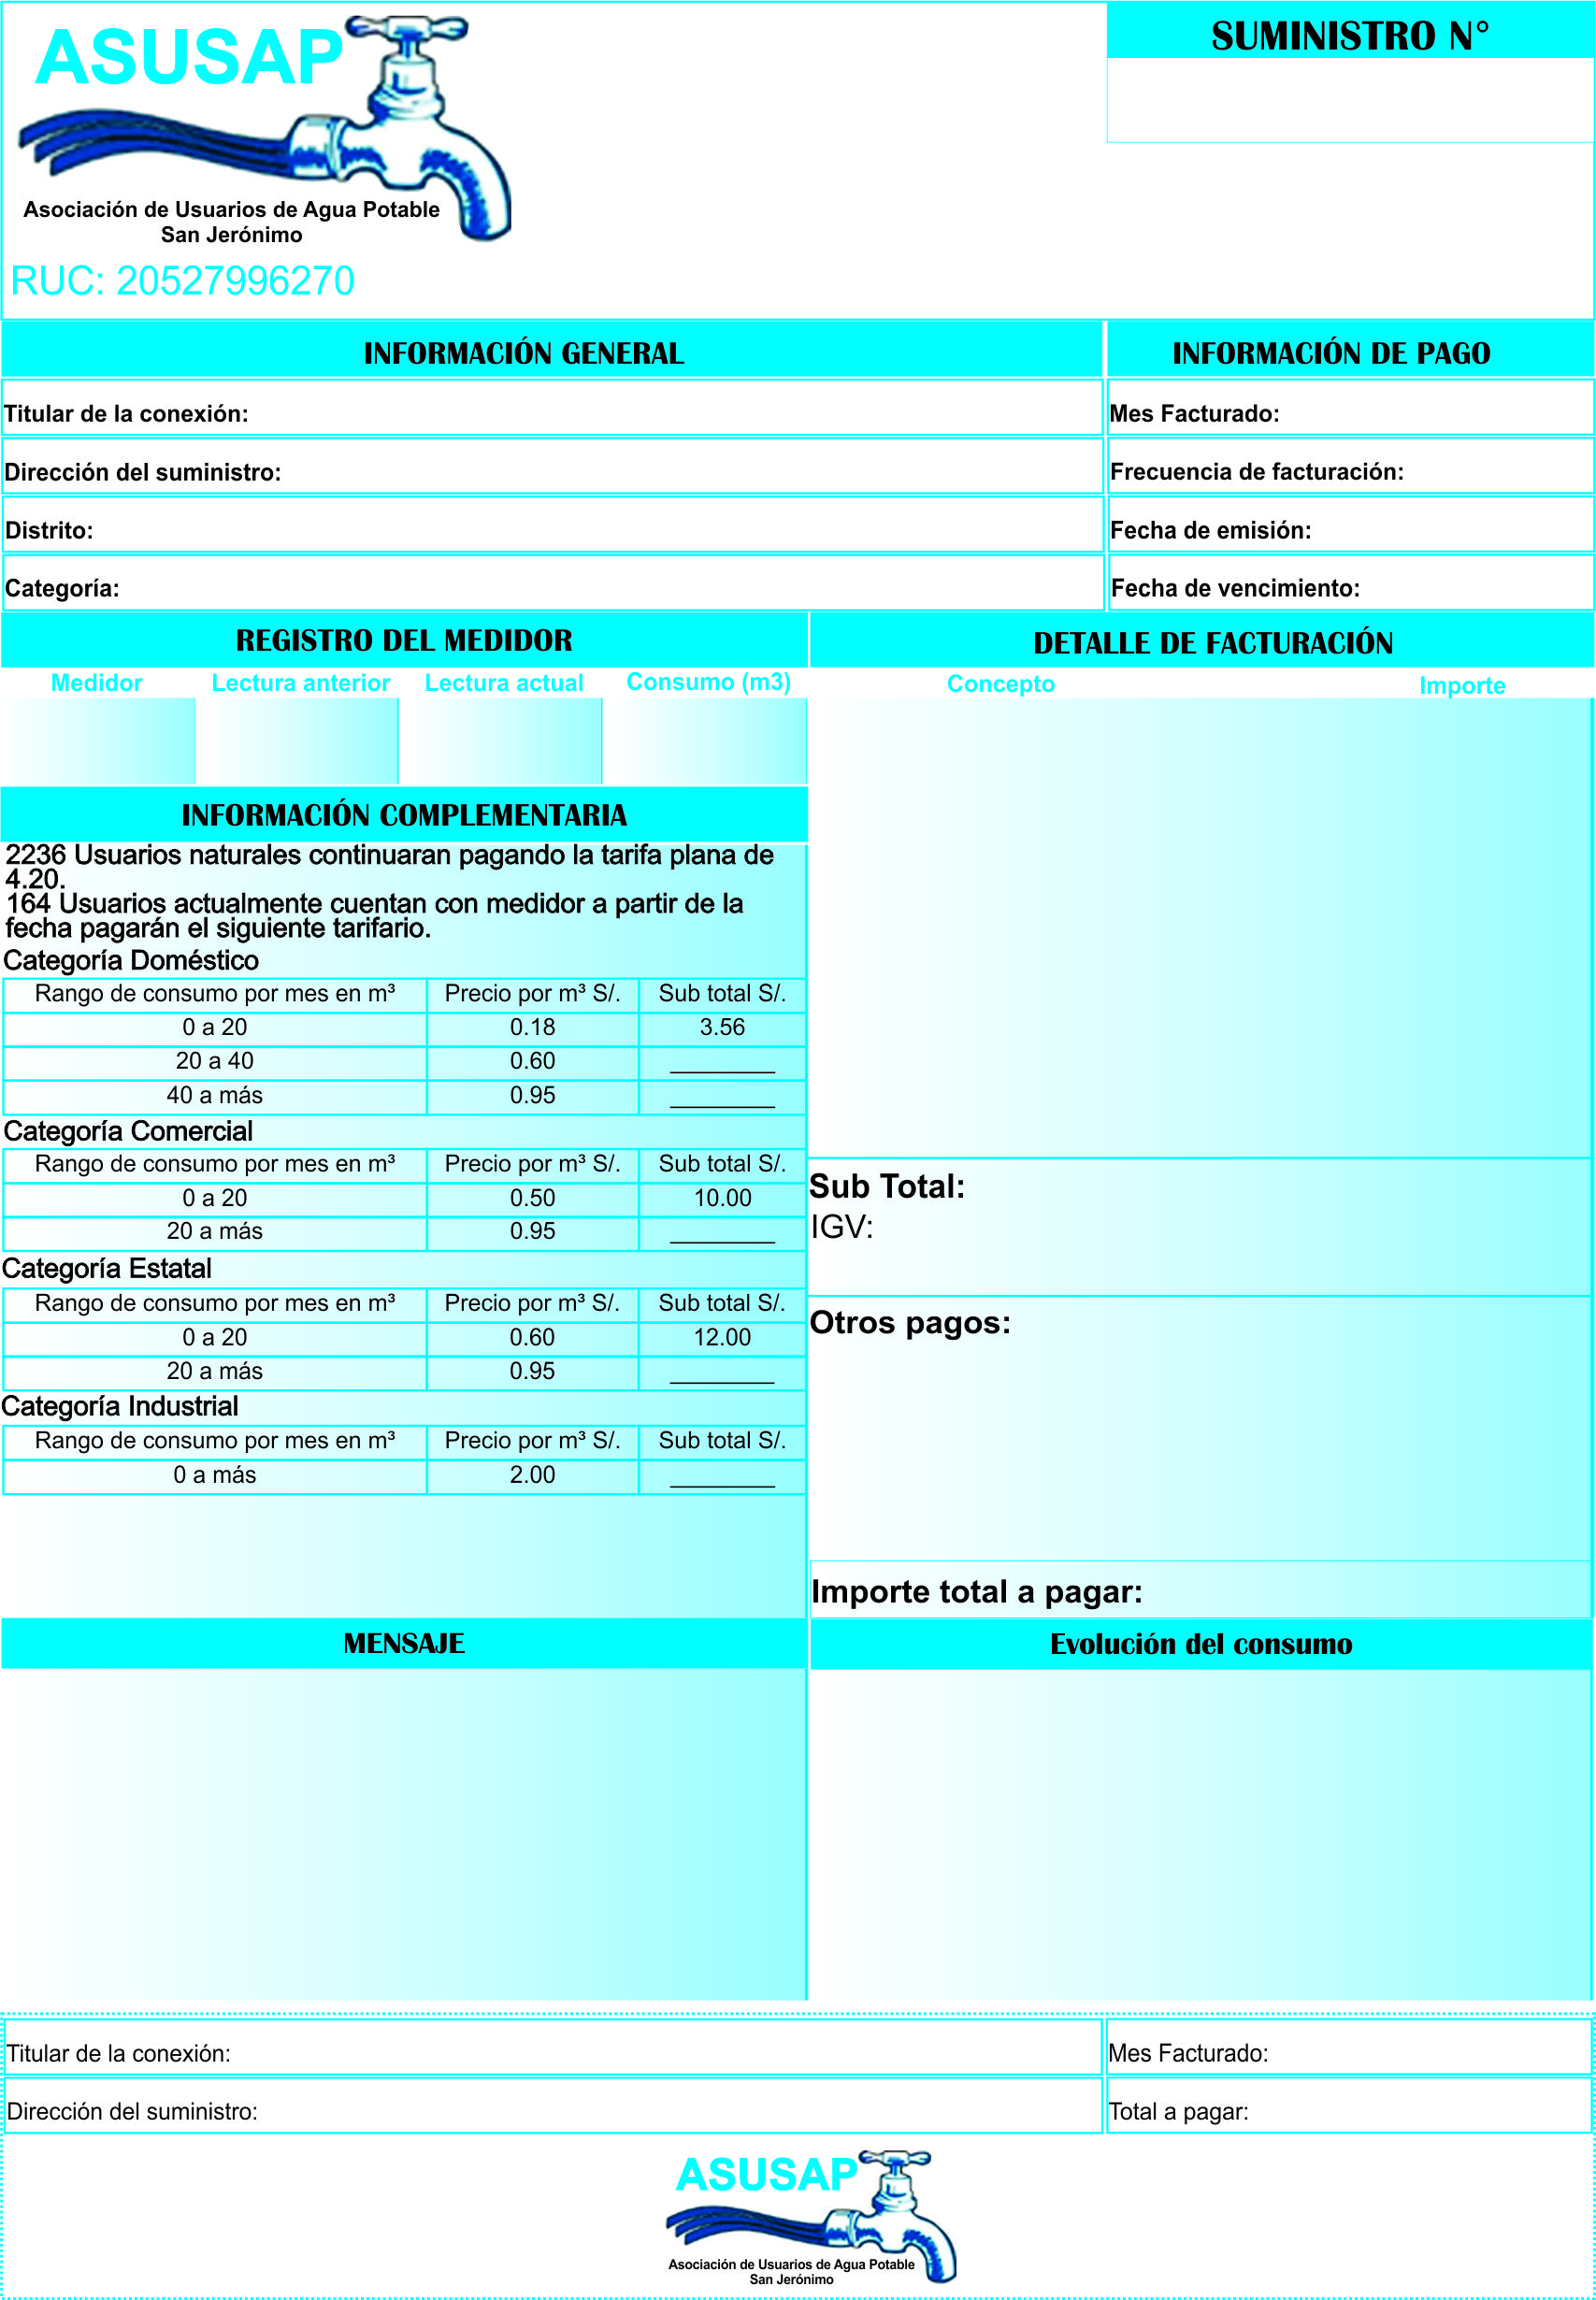 ASUSAP
Asociación de Usuarios de Agua Potable
San Jerónimo
RUC: 20527996270
SUMINISTRO N°
INFORMACIÓN GENERAL
Titular de la conexión:
Dirección del suministro:
Distrito:
Categoría:
INFORMACIÓN DE PAGO
Mes Facturado:
Frecuencia de facturación:
Fecha de emisión:
Fecha de vencimiento:
REGISTRO DEL MEDIDOR
Medidor Lectura anterior Lectura actual Consumo (m3)
INFORMACIÓN COMPLEMENTARIA
2236 Usuarios naturales continuaran pagando la tarifa plana de
4.20.
164 Usuarios actualmente cuentan con medidor a partir de la
fecha pagarán el siguiente tarifario.
Categoría Doméstico
Rango de consumo por mes en m³ Precio por m³ S/. Sub total S/.
0 a 20 0.18 3.56
20 a 40 0.60 ________
40 a más 0.95 ________
Categoría Comercial
Rango de consumo por mes en m³ Precio por m³ S/. Sub total S/.
0 a 20 0.50 10.00
20 a más 0.95 ________
Categoría Estatal
Rango de consumo por mes en m³ Precio por m³ S/. Sub total S/.
0 a 20 0.60 12.00
20 a más 0.95 ________
Categoría Industrial
Rango de consumo por mes en m³ Precio por m³ S/. Sub total S/.
0 a más 2.00 ________
DETALLE DE FACTURACIÓN
Concepto Importe
Sub Total:
IGV:
Otros pagos:
Importe total a pagar:
MENSAJE
Evolución del consumo
Titular de la conexión:
Mes Facturado:
Dirección del suministro:
Total a pagar:
ASUSAP
Asociación de Usuarios de Agua Potable
San Jerónimo